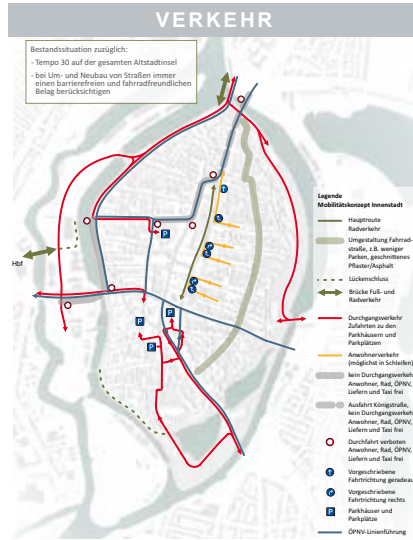 VERKEHR
Bestandssituation zuzüglich:
- Tempo 30 auf der gesamten Altstadtinsel
- bei Um- und Neubau von Straßen immer
einen barrierefreien und fahrradfreundlichen
Belag berücksichtigen
Hbf
P
P
P
P
Legende
Mobilitätskonzept Innenstadt
Hauptroute
Radverkehr
Umgestaltung Fahrrad-
straße, z.B. weniger
Parken, geschnittenes
Pflaster/Asphalt
Lückenschluss
Brücke Fuß- und
Radverkehr
Durchgangsverkehr
Zufahrten zu den
Parkhäusern und
Parkplätzen
Anwohnerverkehr
(möglichst in Schleifen)
kein Durchgangsverkeh
Anwohner, Rad, ÖPNV,
Liefern und Taxi frei
Ausfahrt Königstraße,
kein Durchgangsverkeh
Anwohner, Rad, ÖPNV,
Liefern und Taxi frei
Durchfahrt verboten
Anwohner, Rad, ÖPNV,
Liefern und Taxi frei
Vorgeschriebene
Fahrtrichtung geradeau
Vorgeschriebene
Fahrtrichtung rechts
P
Parkhäuser und
Parkplätze
ÖPNV-Linienführung